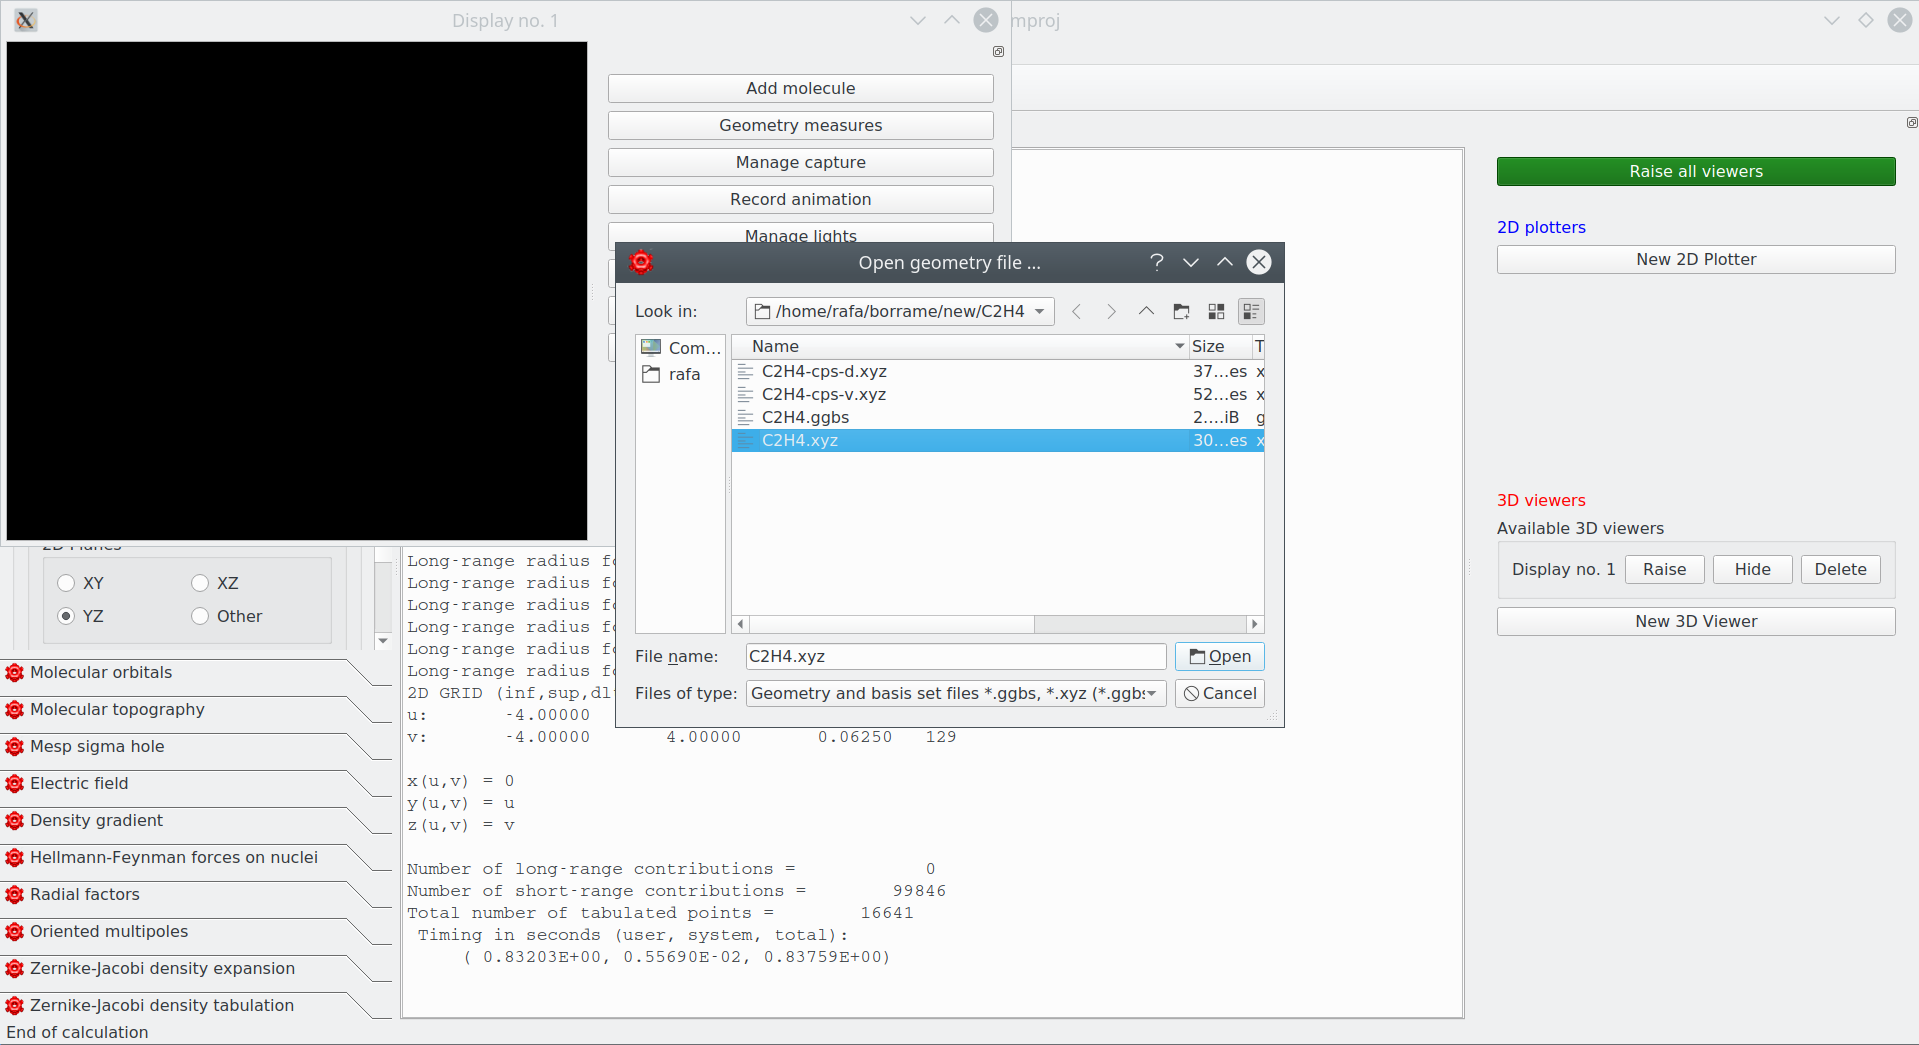 Display no. 1
mproj
Add molecule
Geometry measures
Manage capture
Record animation
Manage lights
Raise all viewers
2D plotters
New 2D Plotter
3D viewers
Available 3D viewers
Display no. 1 Raise Hide Delete
New 3D Viewer
Open geometry file ...
Look in: /home/rafa/borrame/new/C2H4
Com...
rafa
Name Size T
C2H4-cps-d.xyz 37...es x
C2H4-cps-v.xyz 52...es x
C2H4.ggbs 2....iB g
C2H4.xyz 30...es x
File name: C2H4.xyz Open
Files of type: Geometry and basis set files *.ggbs, *.xyz (*.ggbs Cancel
2D Planes
XY XZ
YZ Other
Molecular orbitals
Molecular topography
Mesp sigma hole
Electric field
Density gradient
Hellmann-Feynman forces on nuclei
Radial factors
Oriented multipoles
Zernike-Jacobi density expansion
Zernike-Jacobi density tabulation
End of calculation
Long-range radius fo
Long-range radius fo
Long-range radius fo
Long-range radius fo
Long-range radius fo
Long-range radius fo
2D GRID (inf,sup,dl
u: -4.00000
v: -4.00000 4.00000 0.06250 129
x(u,v) = 0
y(u,v) = u
z(u,v) = v
Number of long-range contributions = 0
Number of short-range contributions = 99846
Total number of tabulated points = 16641
Timing in seconds (user, system, total):
( 0.83203E+00, 0.55690E-02, 0.83759E+00)